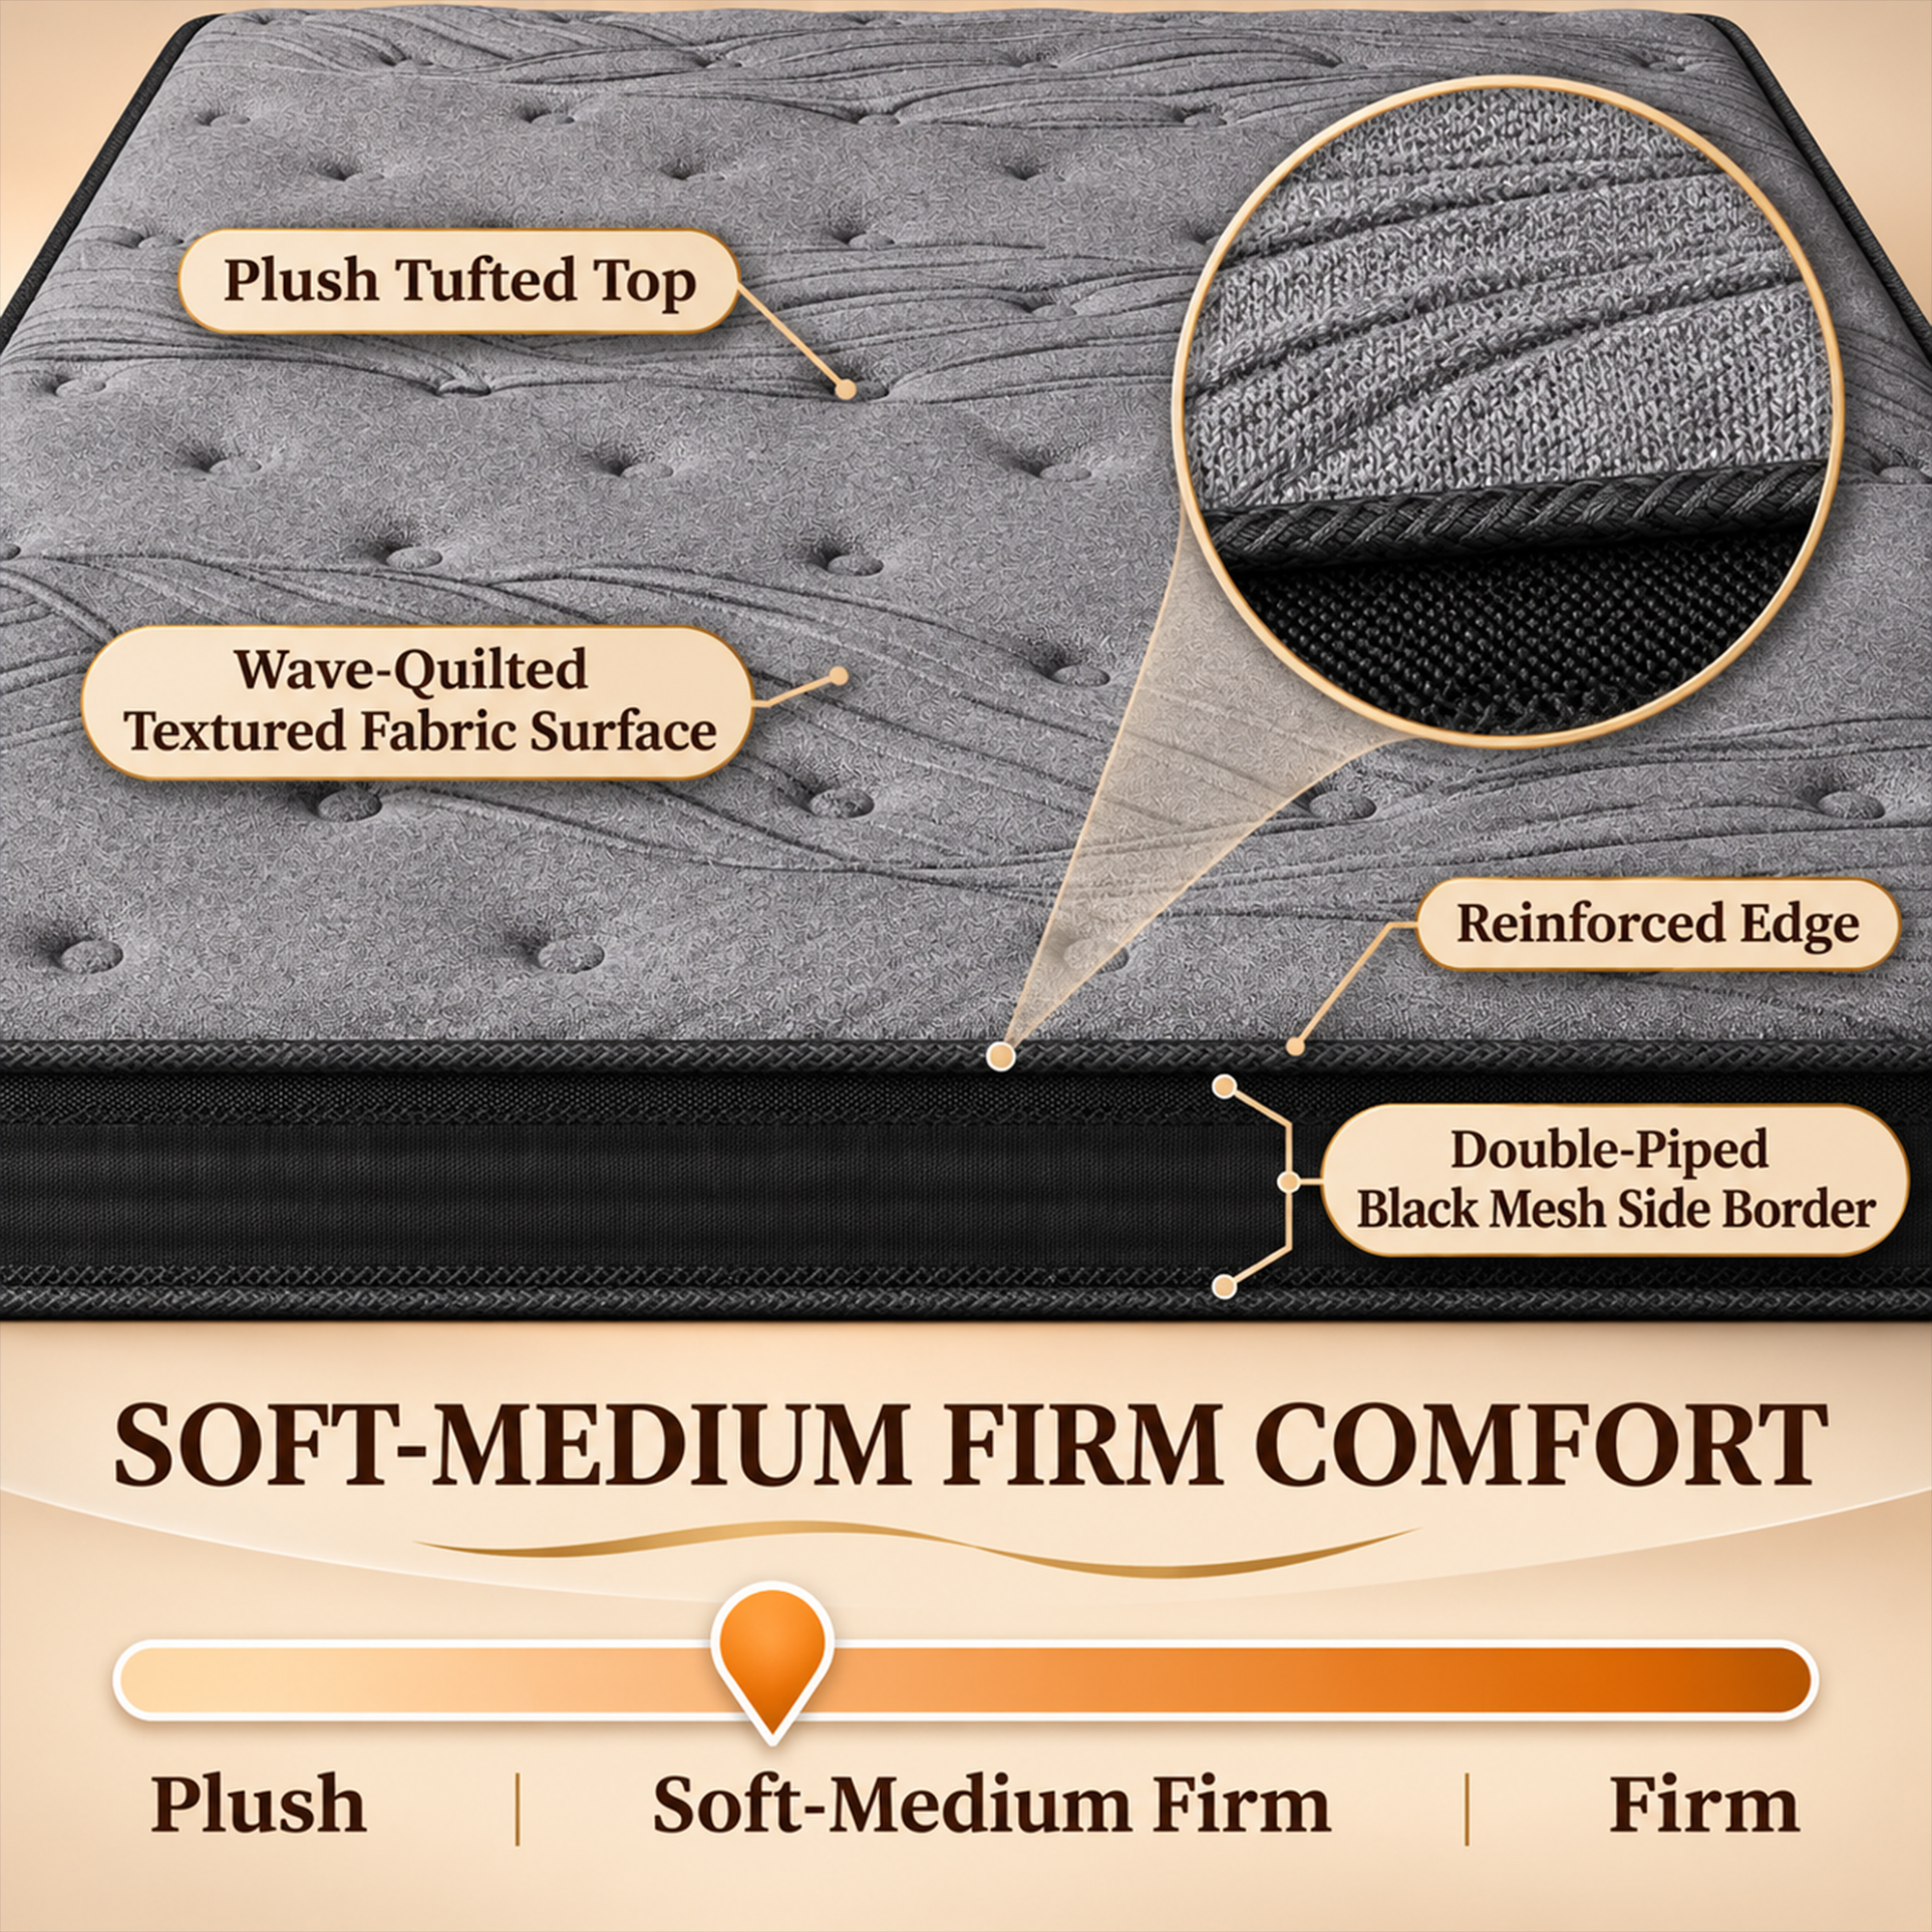 Plush Tufted Top
Wave-Quilted
Textured Fabric Surface
Reinforced Edge
Double-Piped
Black Mesh Side Border
SOFT-MEDIUM FIRM COMFORT
Plush
Soft-Medium Firm
Firm